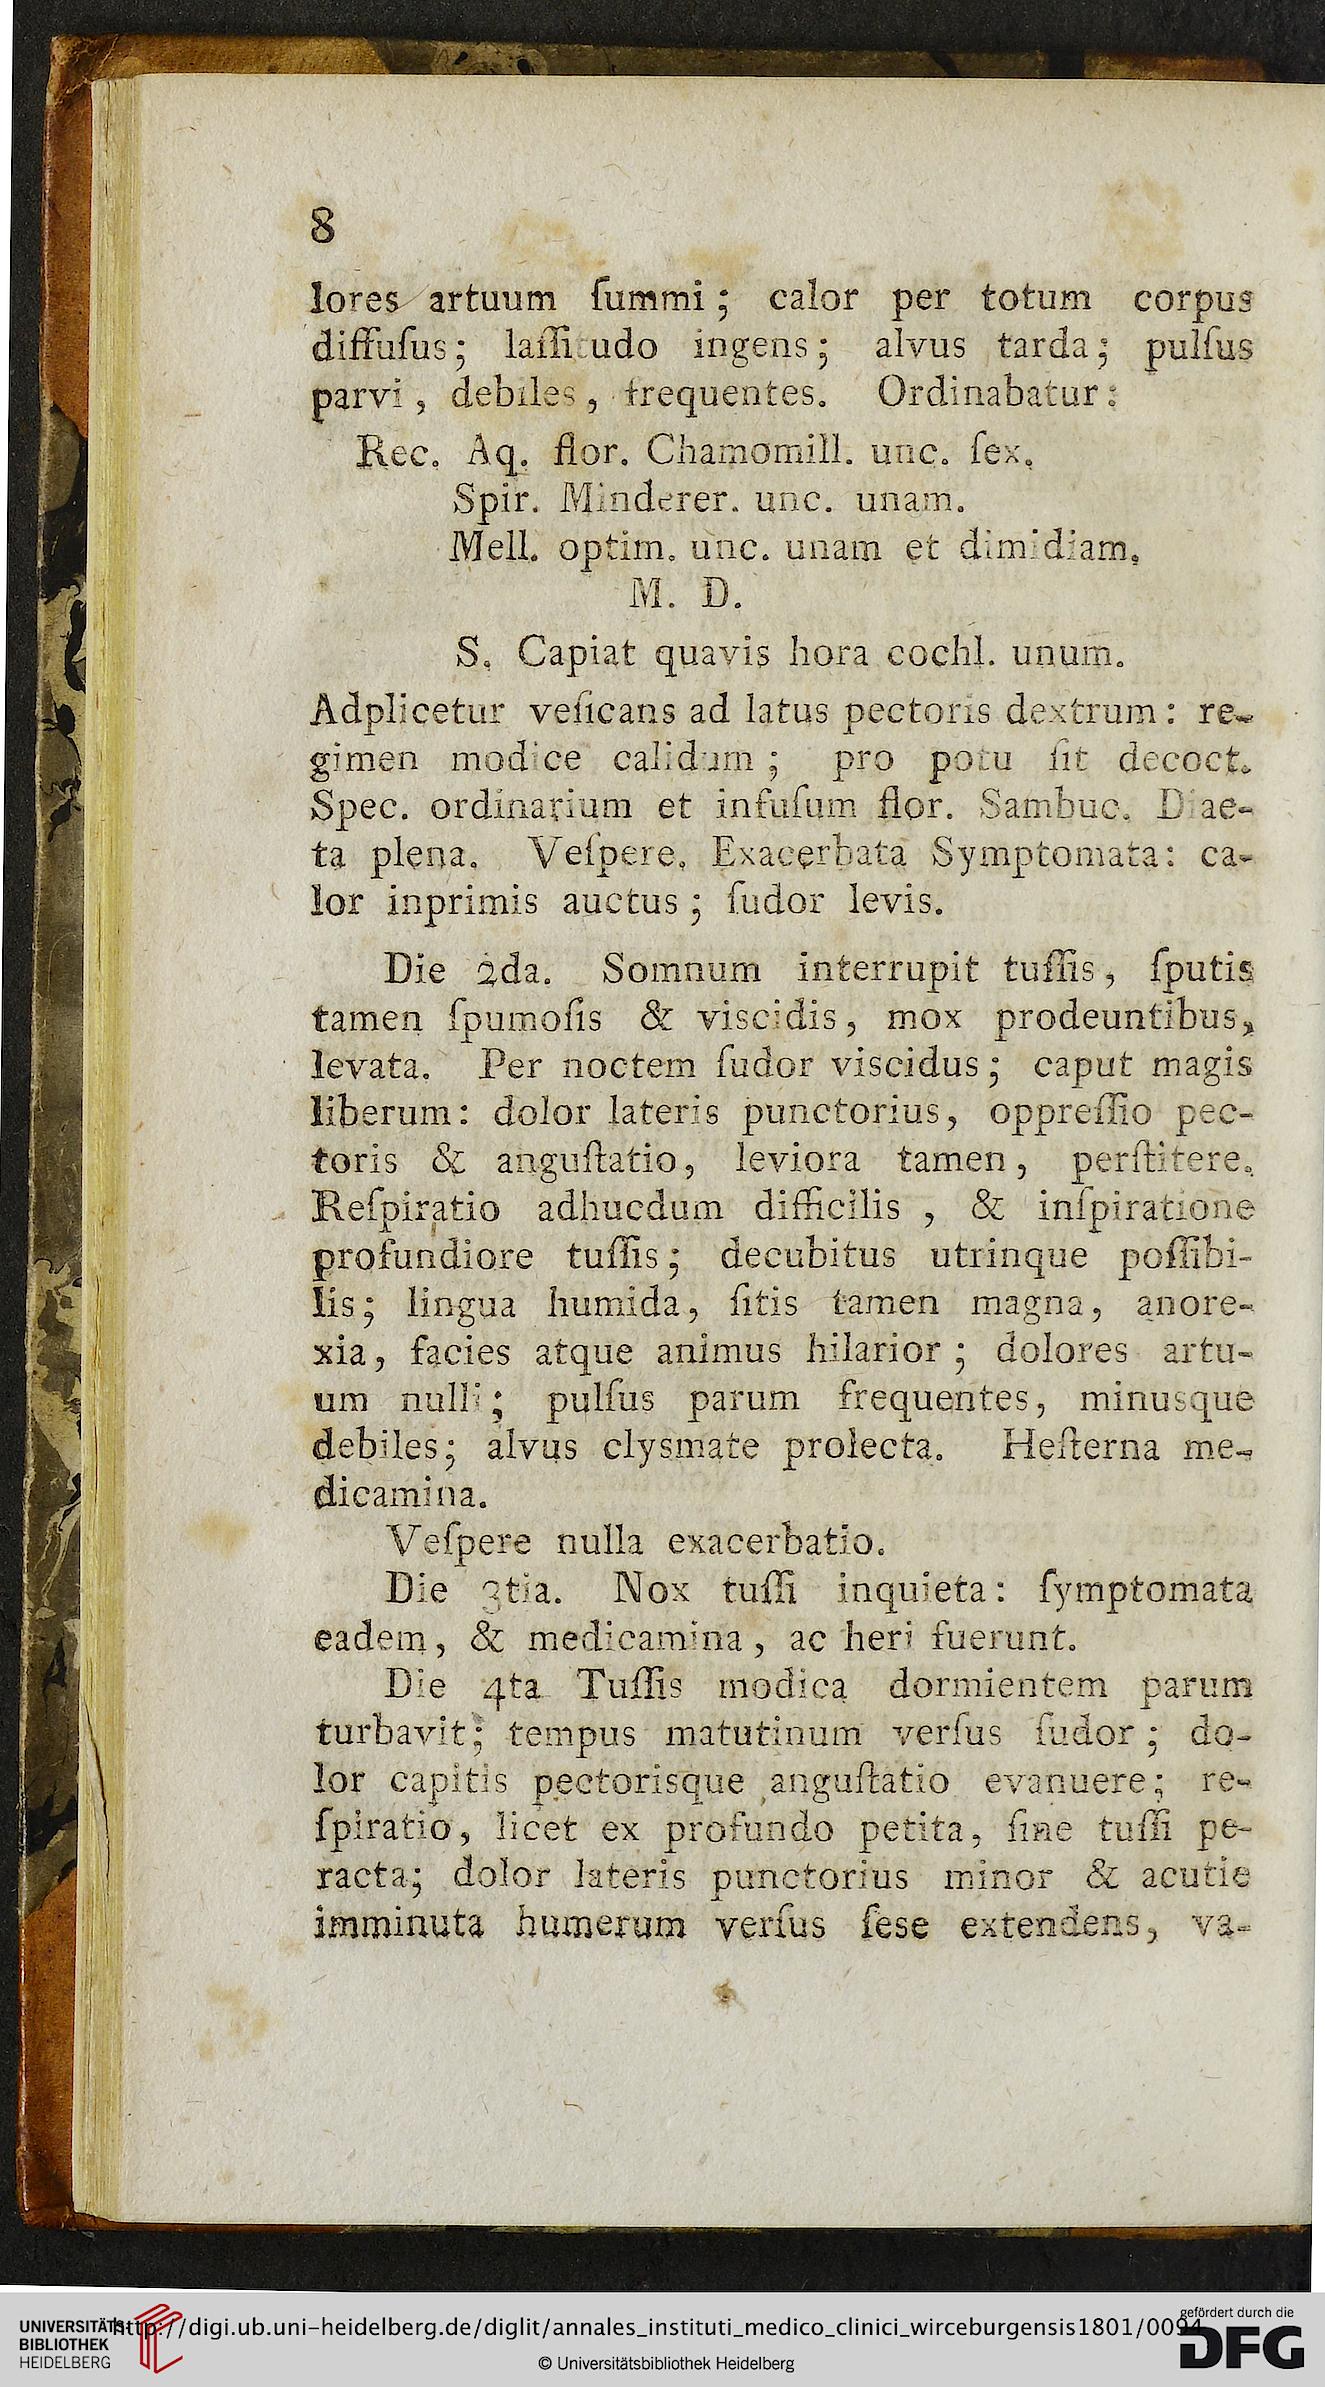 8
lores artuum ſummi; calor per totum corpus
diffuſus; laſſitudo ingens; alvus tarda; pulſus
parvi, debiles, frequentes. Ordinabatur:
Rec. Aq. flor. Chamomill. unc. ſex.
Spir. Minderer. unc. unam.
Mell. optim. unc. unam et dimidiam.
M. D.
S. Capiat quavis hora cochl. unum.
Adplicetur veſicans ad latus pectoris dextrum: re-
gimen modice calidum; pro potu ſit decoct.
Spec. ordinarium et infuſum flor. Sambuc. Diae-
ta plena. Veſpere. Exacerbata Symptomata: ca-
lor inprimis auctus; ſudor levis.
Die 2da. Somnum interrupit tuſſis, ſputis
tamen ſpumoſis & viscidis, mox prodeuntibus,
levata. Per noctem ſudor viscidus; caput magis
liberum: dolor lateris punctorius, oppreſſio pec-
toris & anguſtatio, leviora tamen, perſtitere.
Reſpiratio adhucdum difficilis, & inſpiratione
profundiore tuſſis; decubitus utrinque poſſibi-
lis; lingua humida, ſitis tamen magna, anore-
xia, facies atque animus hilarior; dolores artu-
um nulli; pulſus parum frequentes, minusque
debiles; alvus clysmate prolecta. Heſterna me-
dicamina.
Veſpere nulla exacerbatio.
Die 3tia. Nox tuſſi inquieta: ſymptomata
eadem, & medicamina, ac heri fuerunt.
Die 4ta Tuſſis modica dormientem parum
turbavit; tempus matutinum verſus ſudor; do-
lor capitis pectorisque anguſtatio evanuere; re-
ſpiratio, licet ex profundo petita, ſine tuſſi pe-
racta; dolor lateris punctorius minor & acutie
imminuta humerum verſus ſese extendens, va-
UNIVERSITÄTS-
BIBLIOTHEK
HEIDELBERG
http://digi.ub.uni-heidelberg.de/diglit/annales_instituti_medico_clinici_wirceburgensis1801/0094
© Universitätsbibliothek Heidelberg
gefördert durch die
DFG